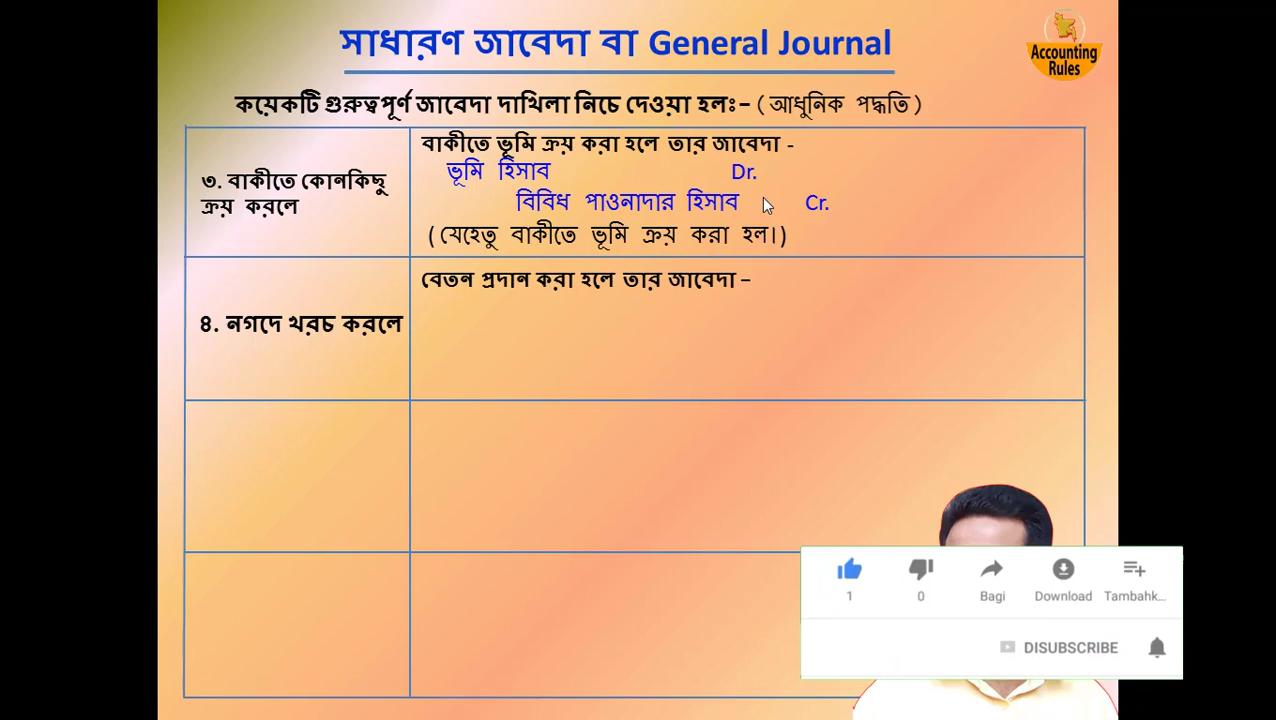 সাধারণ জাবেদা বা General Journal
Accounting
Rules
কয়েকটি গুরুত্বপূর্ণ জাবেদা দাখিলা নিচে দেওয়া হলঃ- (আধুনিক পদ্ধতি)
৩. বাকীতে কোনকিছু
ক্রয় করলে
বাকীতে ভূমি ক্রয় করা হলে তার জাবেদা -
ভূমি হিসাব Dr.
বিবিধ পাওনাদার হিসাব Cr.
(যেহেতু বাকীতে ভূমি ক্রয় করা হল।)
৪. নগদে খরচ করলে
বেতন প্রদান করা হলে তার জাবেদা –
1 0 Bagi Download Tambahk...
DISUBSCRIBE